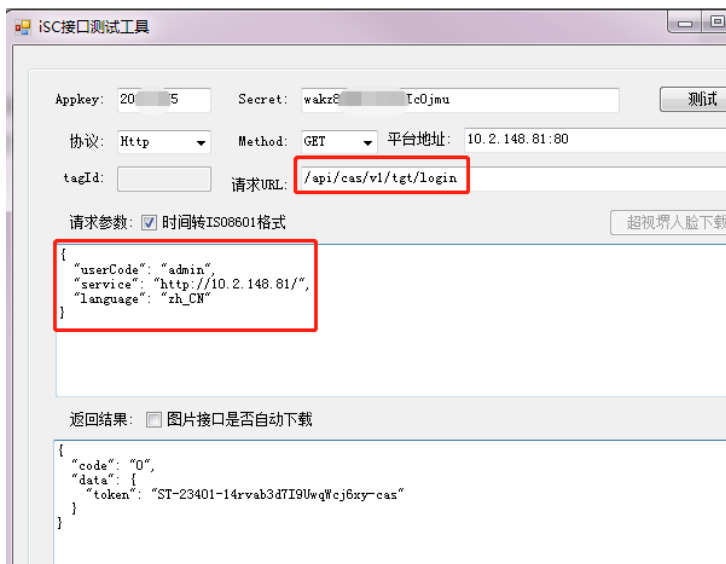 iSC接口测试工具
Appkey: 20 5 Secret: wakz8 Ic0jmu 测试
协议: Http Method: GET 平台地址: 10.2.148.81:80
tagId: 请求URL: /api/cas/v1/tgt/login
请求参数: 时间转ISO8601格式 超视堺人脸下载
{
"userCode": "admin",
"service": "http://10.2.148.81/",
"language": "zh_CN"
}
返回结果: 图片接口是否自动下载
{
"code": "0",
"data": {
"token": "ST-23401-14rvab3d7I9UwqWcj6xy-cas"
}
}